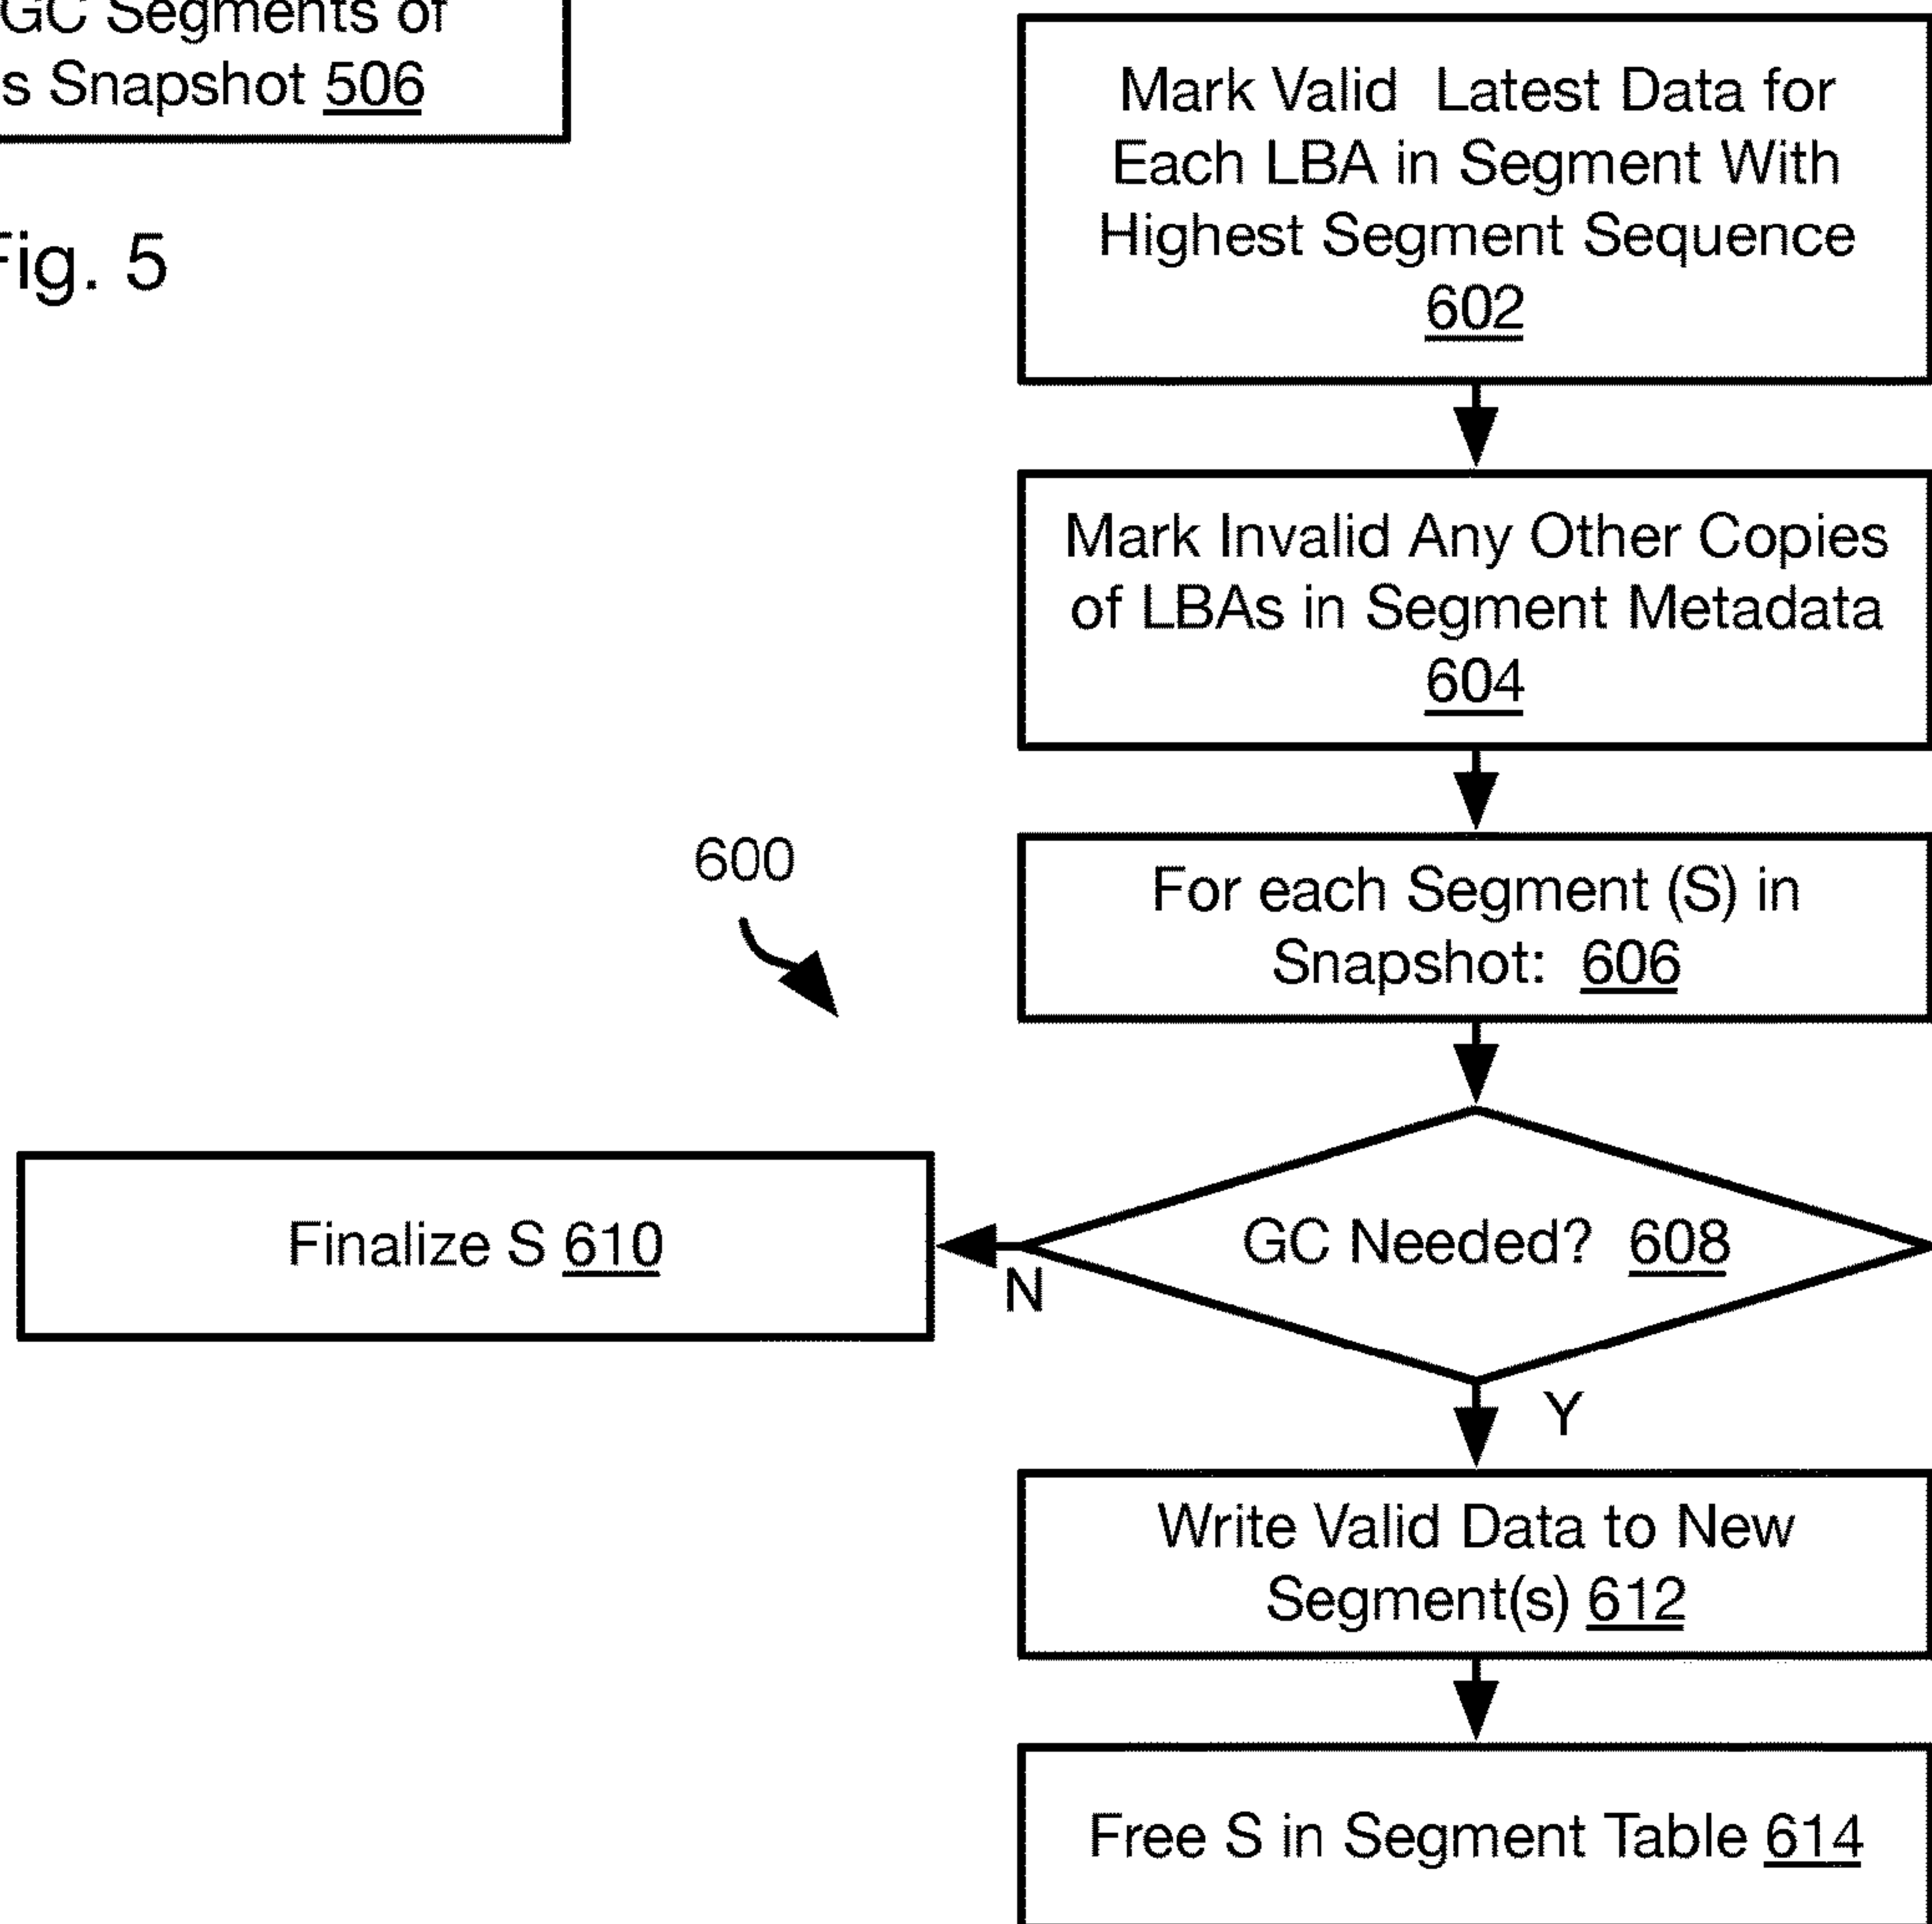 GC Segments of
s Snapshot 506
Fig. 5
Mark Valid Latest Data for
Each LBA in Segment With
Highest Segment Sequence
602
Mark Invalid Any Other Copies
of LBAs in Segment Metadata
604
600
For each Segment (S) in
Snapshot: 606
Finalize S 610
N
GC Needed? 608
Y
Write Valid Data to New
Segment(s) 612
Free S in Segment Table 614